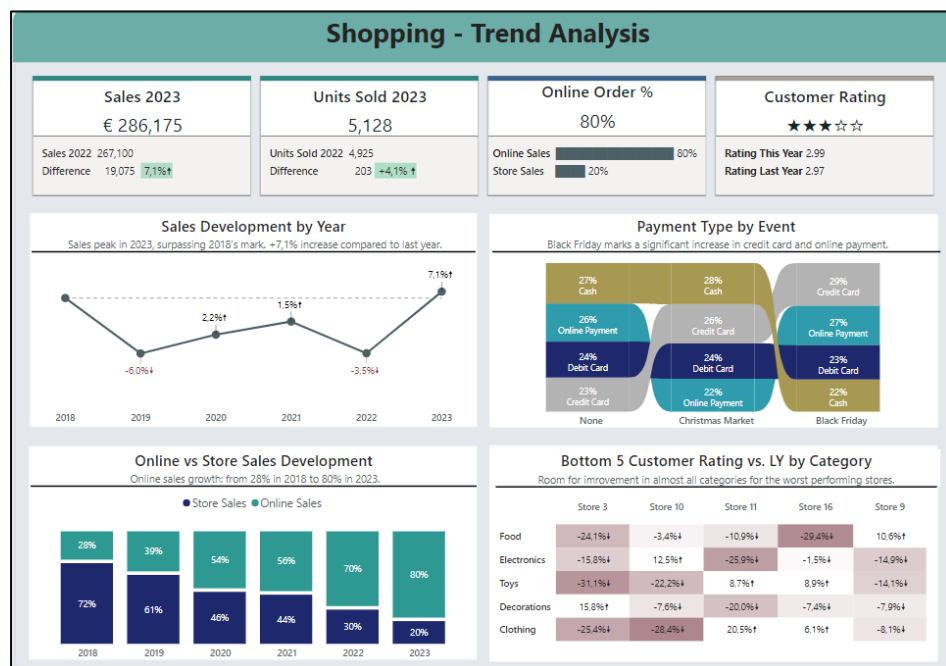 Shopping - Trend Analysis
Sales 2023
€ 286,175
Sales 2022 267,100
Difference 19,075 7,1%↑
Units Sold 2023
5,128
Units Sold 2022 4,925
Difference 203 +4,1% ↑
Online Order %
80%
Online Sales 80%
Store Sales 20%
Customer Rating
★★★☆☆
Rating This Year 2.99
Rating Last Year 2.97
Sales Development by Year
Sales peak in 2023, surpassing 2018's mark. +7,1% increase compared to last year.
7,1%↑
1,5%↑
2,2%↑
-6,0%↓
-3,5%↓
2018 2019 2020 2021 2022 2023
Payment Type by Event
Black Friday marks a significant increase in credit card and online payment.
27% 28% 29%
Cash Cash Credit Card
26% 26% 27%
Online Payment Credit Card Online Payment
24% 24% 23%
Debit Card Debit Card Debit Card
23% 22% 22%
Credit Card Online Payment Cash
None Christmas Market Black Friday
Online vs Store Sales Development
Online sales growth: from 28% in 2018 to 80% in 2023.
Store Sales Online Sales
28% 39% 54% 56% 70% 80%
72% 61% 46% 44% 30% 20%
2018 2019 2020 2021 2022 2023
Bottom 5 Customer Rating vs. LY by Category
Room for imrovement in almost all categories for the worst performing stores.
Store 3 Store 10 Store 11 Store 16 Store 9
Food -24,1%↓ -3,4%↓ -10,9%↓ -29,4%↓ 10,6%↑
Electronics -15,8%↓ 12,5%↑ -25,9%↓ -1,5%↓ -14,9%↓
Toys -31,1%↓ -22,2%↓ 8,7%↑ 8,9%↑ -14,1%↓
Decorations 15,8%↑ -7,6%↓ -20,0%↓ -7,4%↓ -7,9%↓
Clothing -25,4%↓ -28,4%↓ 20,5%↑ 6,1%↑ -8,1%↓